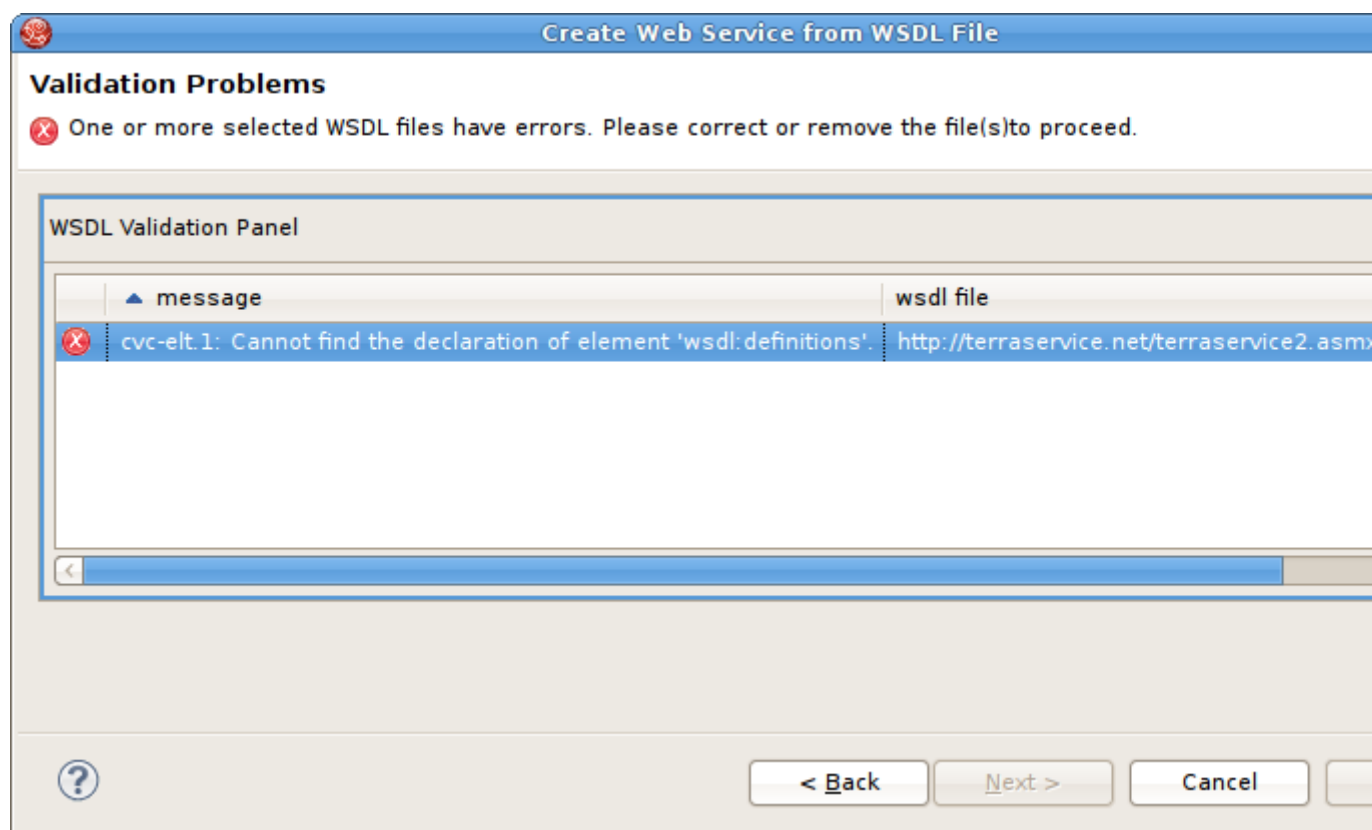 Create Web Service from WSDL File
Validation Problems
One or more selected WSDL files have errors. Please correct or remove the file(s)to proceed.
WSDL Validation Panel
message wsdl file
cvc-elt.1: Cannot find the declaration of element 'wsdl:definitions'. http://terraservice.net/terraservice2.asmx
? < Back Next > Cancel